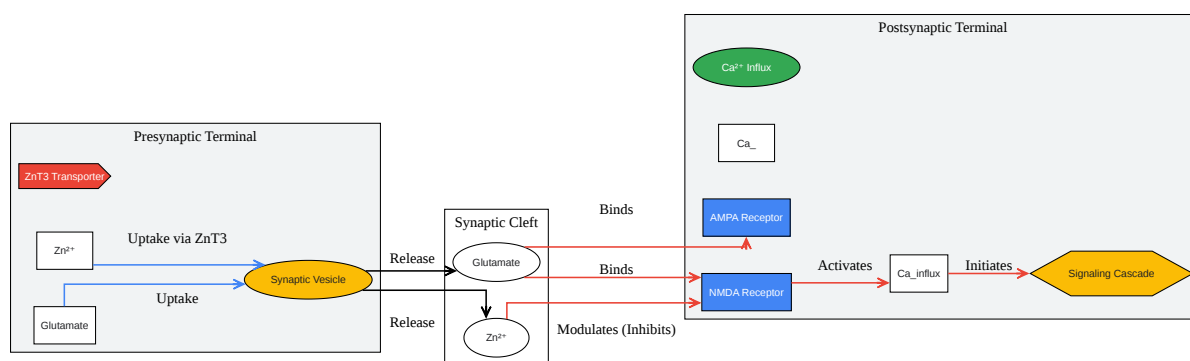 Postsynaptic Terminal
Ca²⁺ Influx
Ca_
Presynaptic Terminal
ZnT3 Transporter
Zn²⁺
Uptake via ZnT3
Synaptic Vesicle
Uptake
Glutamate
Release
Release
Synaptic Cleft
Glutamate
Zn²⁺
Binds
Binds
Modulates (Inhibits)
AMPA Receptor
NMDA Receptor
Activates
Ca_influx
Initiates
Signaling Cascade